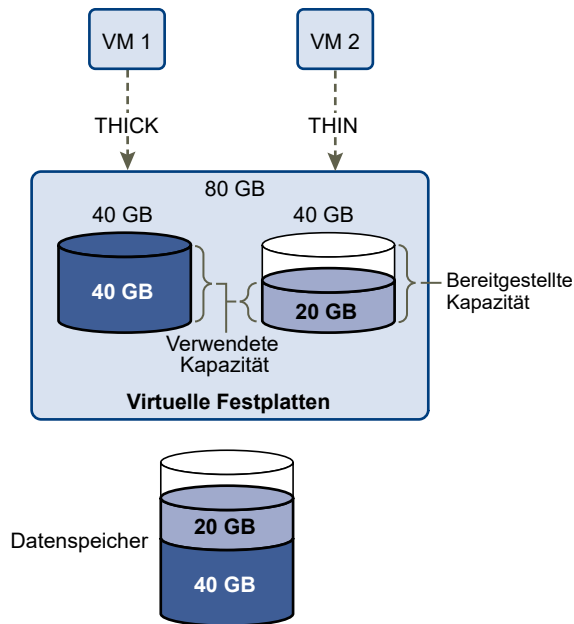 VM 1
VM 2
THICK
THIN
80 GB
40 GB
40 GB
40 GB
20 GB
Bereitgestellte
Kapazität
Verwendete
Kapazität
Virtuelle Festplatten
Datenspeicher
20 GB
40 GB